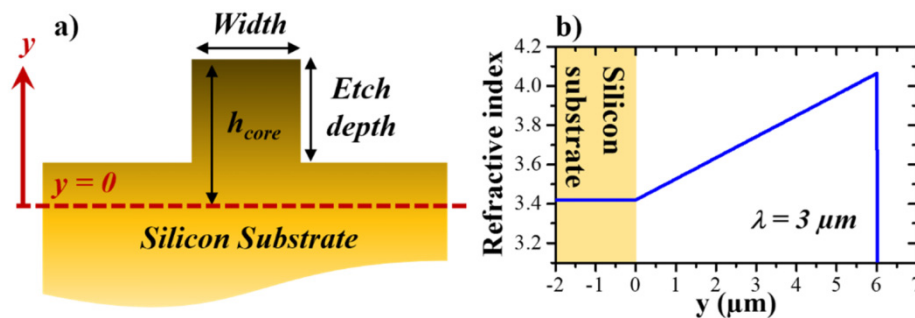 a)
Width
y
Etch
depth
h_core
y = 0
Silicon Substrate
b)
Refractive index
4.2
4.0
3.8
3.6
3.4
3.2
Silicon
substrate
λ = 3 μm
-2 -1 0 1 2 3 4 5 6 7
y (μm)